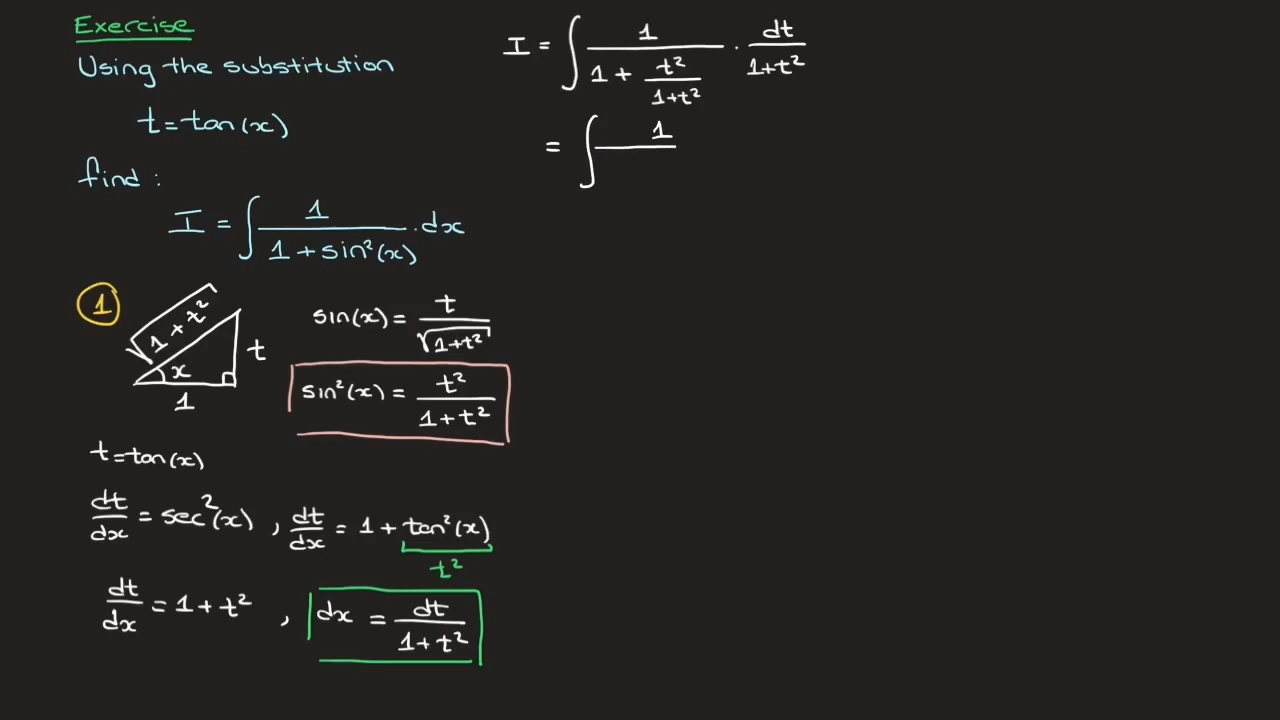 Exercise
Using the substitution
t = tan(x)
find :
I = ∫ 1/(1 + sin²(x)) . dx
1
√(1 + t²)
t
x
1
sin(x) = t/√(1+t²)
sin²(x) = t²/(1 + t²)
t = tan(x)
dt/dx = sec²(x) , dt/dx = 1 + tan²(x)
t²
dt/dx = 1 + t² , dx = dt/(1 + t²)
I = ∫ 1/(1 + t²/(1+t²)) . dt/(1+t²)
= ∫ 1/